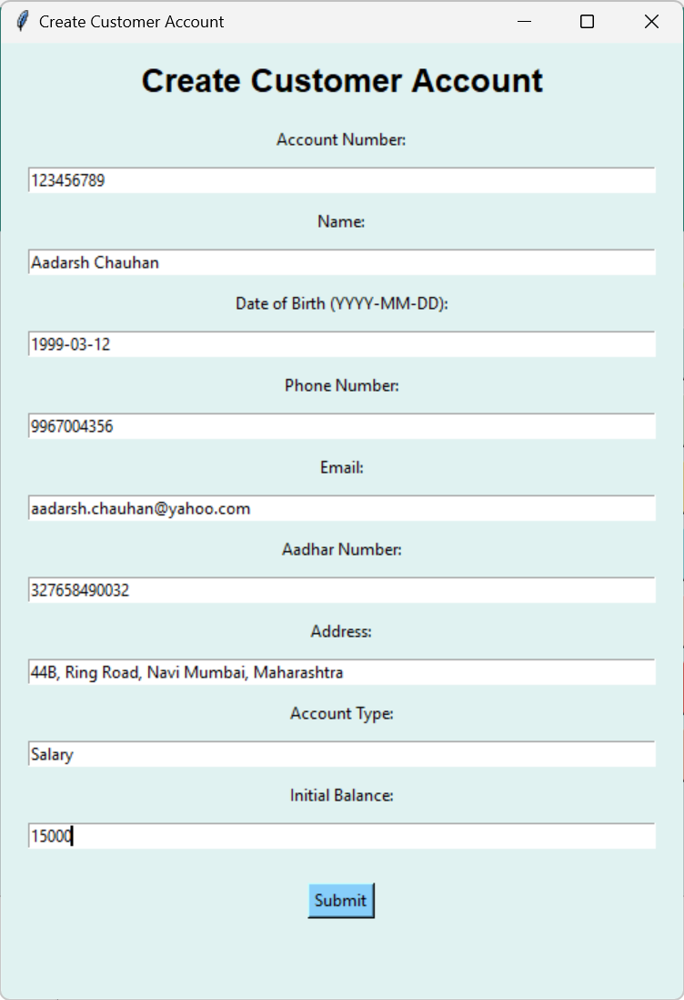 Create Customer Account
Create Customer Account
Account Number:
123456789
Name:
Aadarsh Chauhan
Date of Birth (YYYY-MM-DD):
1999-03-12
Phone Number:
9967004356
Email:
aadarsh.chauhan@yahoo.com
Aadhar Number:
327658490032
Address:
44B, Ring Road, Navi Mumbai, Maharashtra
Account Type:
Salary
Initial Balance:
15000
Submit